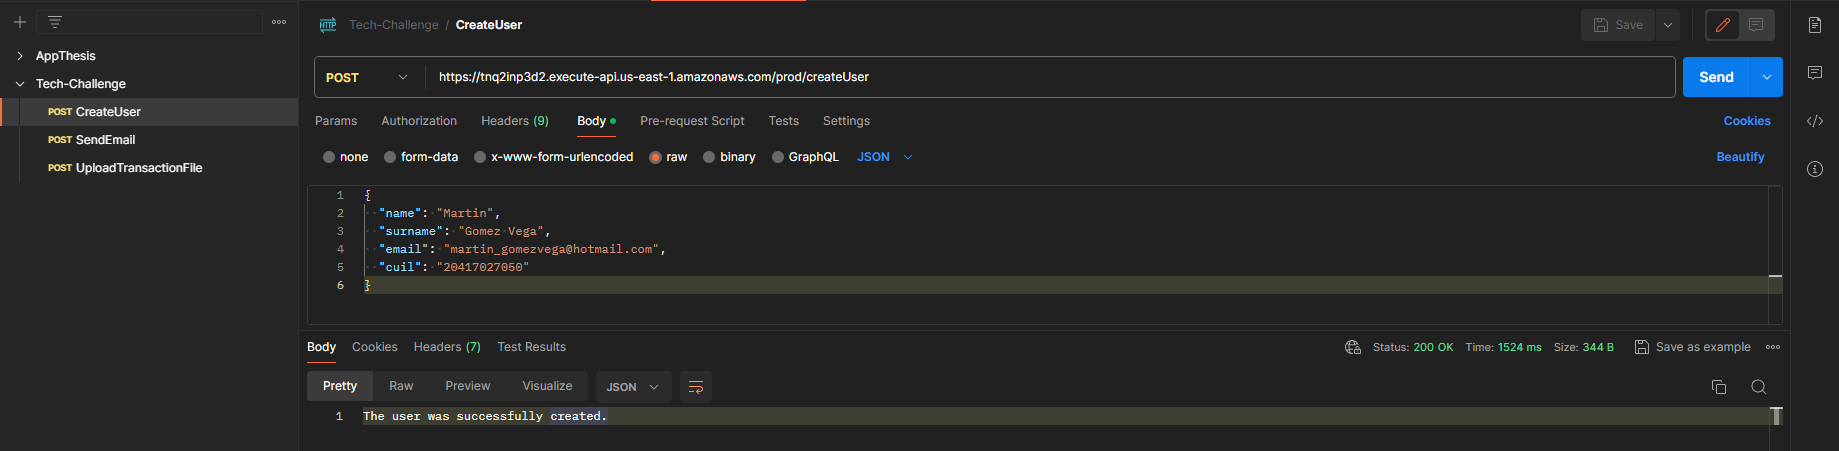 HTTP Tech-Challenge / CreateUser
Save
AppThesis
Tech-Challenge
POST CreateUser
POST SendEmail
POST UploadTransactionFile
POST https://tnq2inp3d2.execute-api.us-east-1.amazonaws.com/prod/createUser Send
Params Authorization Headers (9) Body Pre-request Script Tests Settings Cookies
none form-data x-www-form-urlencoded raw binary GraphQL JSON Beautify
1 {
2 "name": "Martin",
3 "surname": "Gomez Vega",
4 "email": "martin_gomezvega@hotmail.com",
5 "cuil": "20417027050"
6 }
Body Cookies Headers (7) Test Results Status: 200 OK Time: 1524 ms Size: 344 B Save as example
Pretty Raw Preview Visualize JSON
1 The user was successfully created.